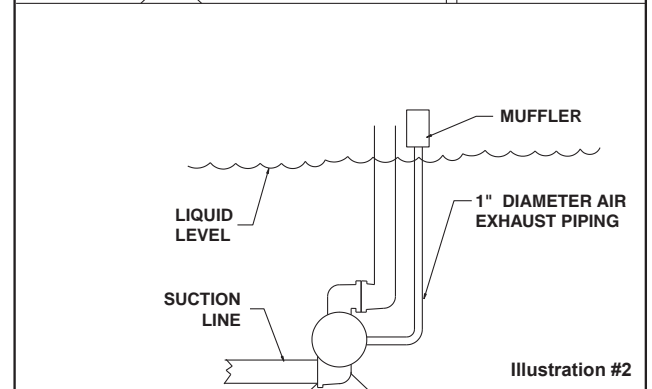 MUFFLER
LIQUID
LEVEL
1" DIAMETER AIR
EXHAUST PIPING
SUCTION
LINE
Illustration #2